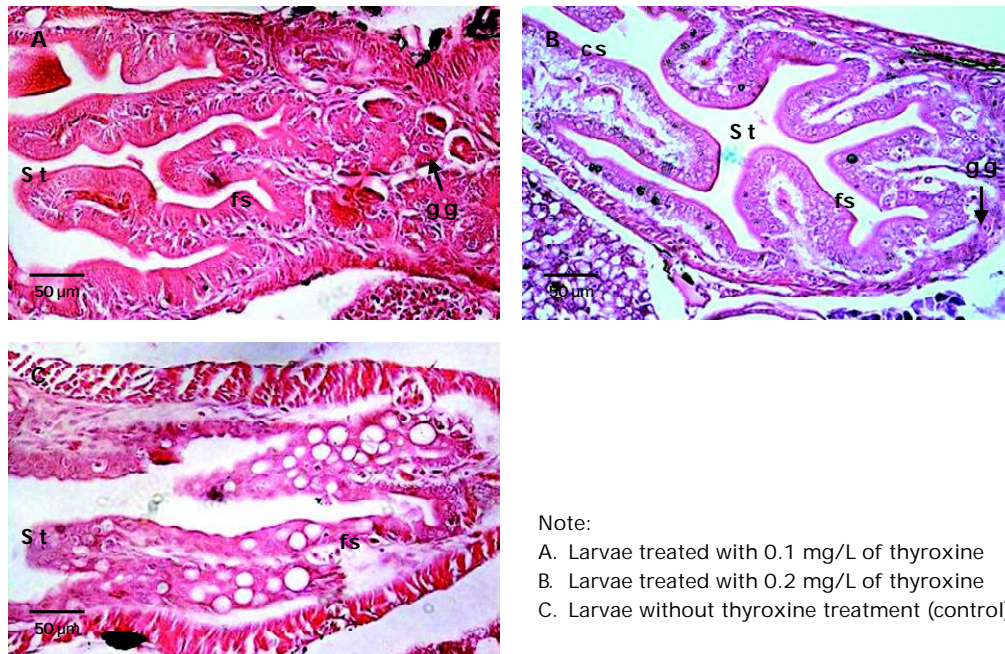 A
St
fs
gg
50 µm
B
cs
St
fs
gg
50 µm
C
St
fs
50 µm
Note:
A. Larvae treated with 0.1 mg/L of thyroxine
B. Larvae treated with 0.2 mg/L of thyroxine
C. Larvae without thyroxine treatment (control)